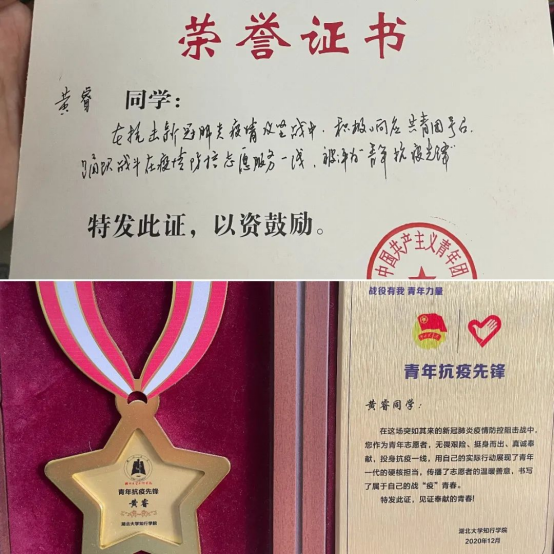 荣誉证书
黄睿 同学：
在抗击新冠肺炎疫情攻坚战中，积极响应共青团号召
勇闯战斗在疫情防控志愿服务一线，被评为“青年抗疫先锋”
特发此证，以资鼓励。
中国共产主义青年团
战役有我 青年力量
青年抗疫先锋
黄睿同学：
在这场突如其来的新冠肺炎疫情防控阻击战中，
您作为青年志愿者，无畏艰险、挺身而出、真诚奉
献，投身抗疫一线，用自己的实际行动展现了青年
一代的硬核担当，传播了志愿者的温暖善意，书写
了属于自己的战“疫”青春。
特发此证，见证奉献的青春！
湖北大学知行学院
2020年12月
青年抗疫先锋
黄睿
湖北大学知行学院